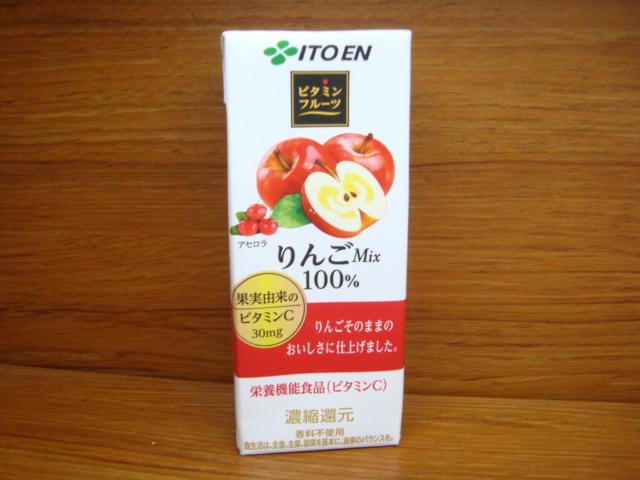 ITO EN
ビタミン
フルーツ
アセロラ
りんごMix
100%
果実由来の
ビタミンC
30mg
りんごそのままの
おいしさに仕上げました。
栄養機能食品(ビタミンC)
濃縮還元
香料不使用
食生活は、主食、主菜、副菜を基本に、食事のバランスを。